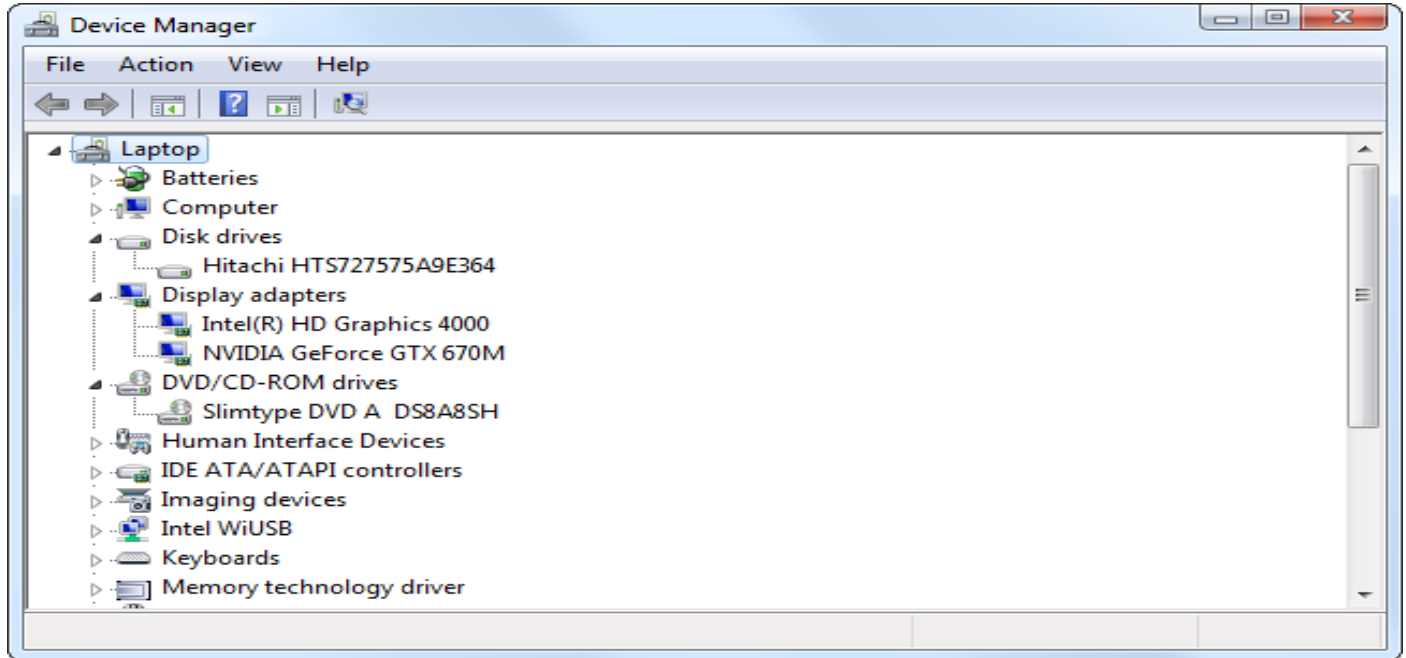 Device Manager
File Action View Help
Laptop
Batteries
Computer
Disk drives
Hitachi HTS727575A9E364
Display adapters
Intel(R) HD Graphics 4000
NVIDIA GeForce GTX 670M
DVD/CD-ROM drives
Slimtype DVD A  DS8A8SH
Human Interface Devices
IDE ATA/ATAPI controllers
Imaging devices
Intel WiUSB
Keyboards
Memory technology driver